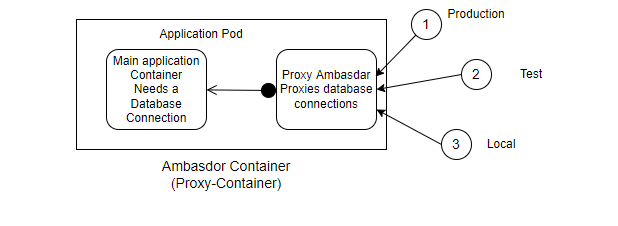 Application Pod
Main application
Container
Needs a
Database
Connection
Proxy Ambasdar
Proxies database
connections
1
Production
2
Test
3
Local
Ambasdor Container
(Proxy-Container)